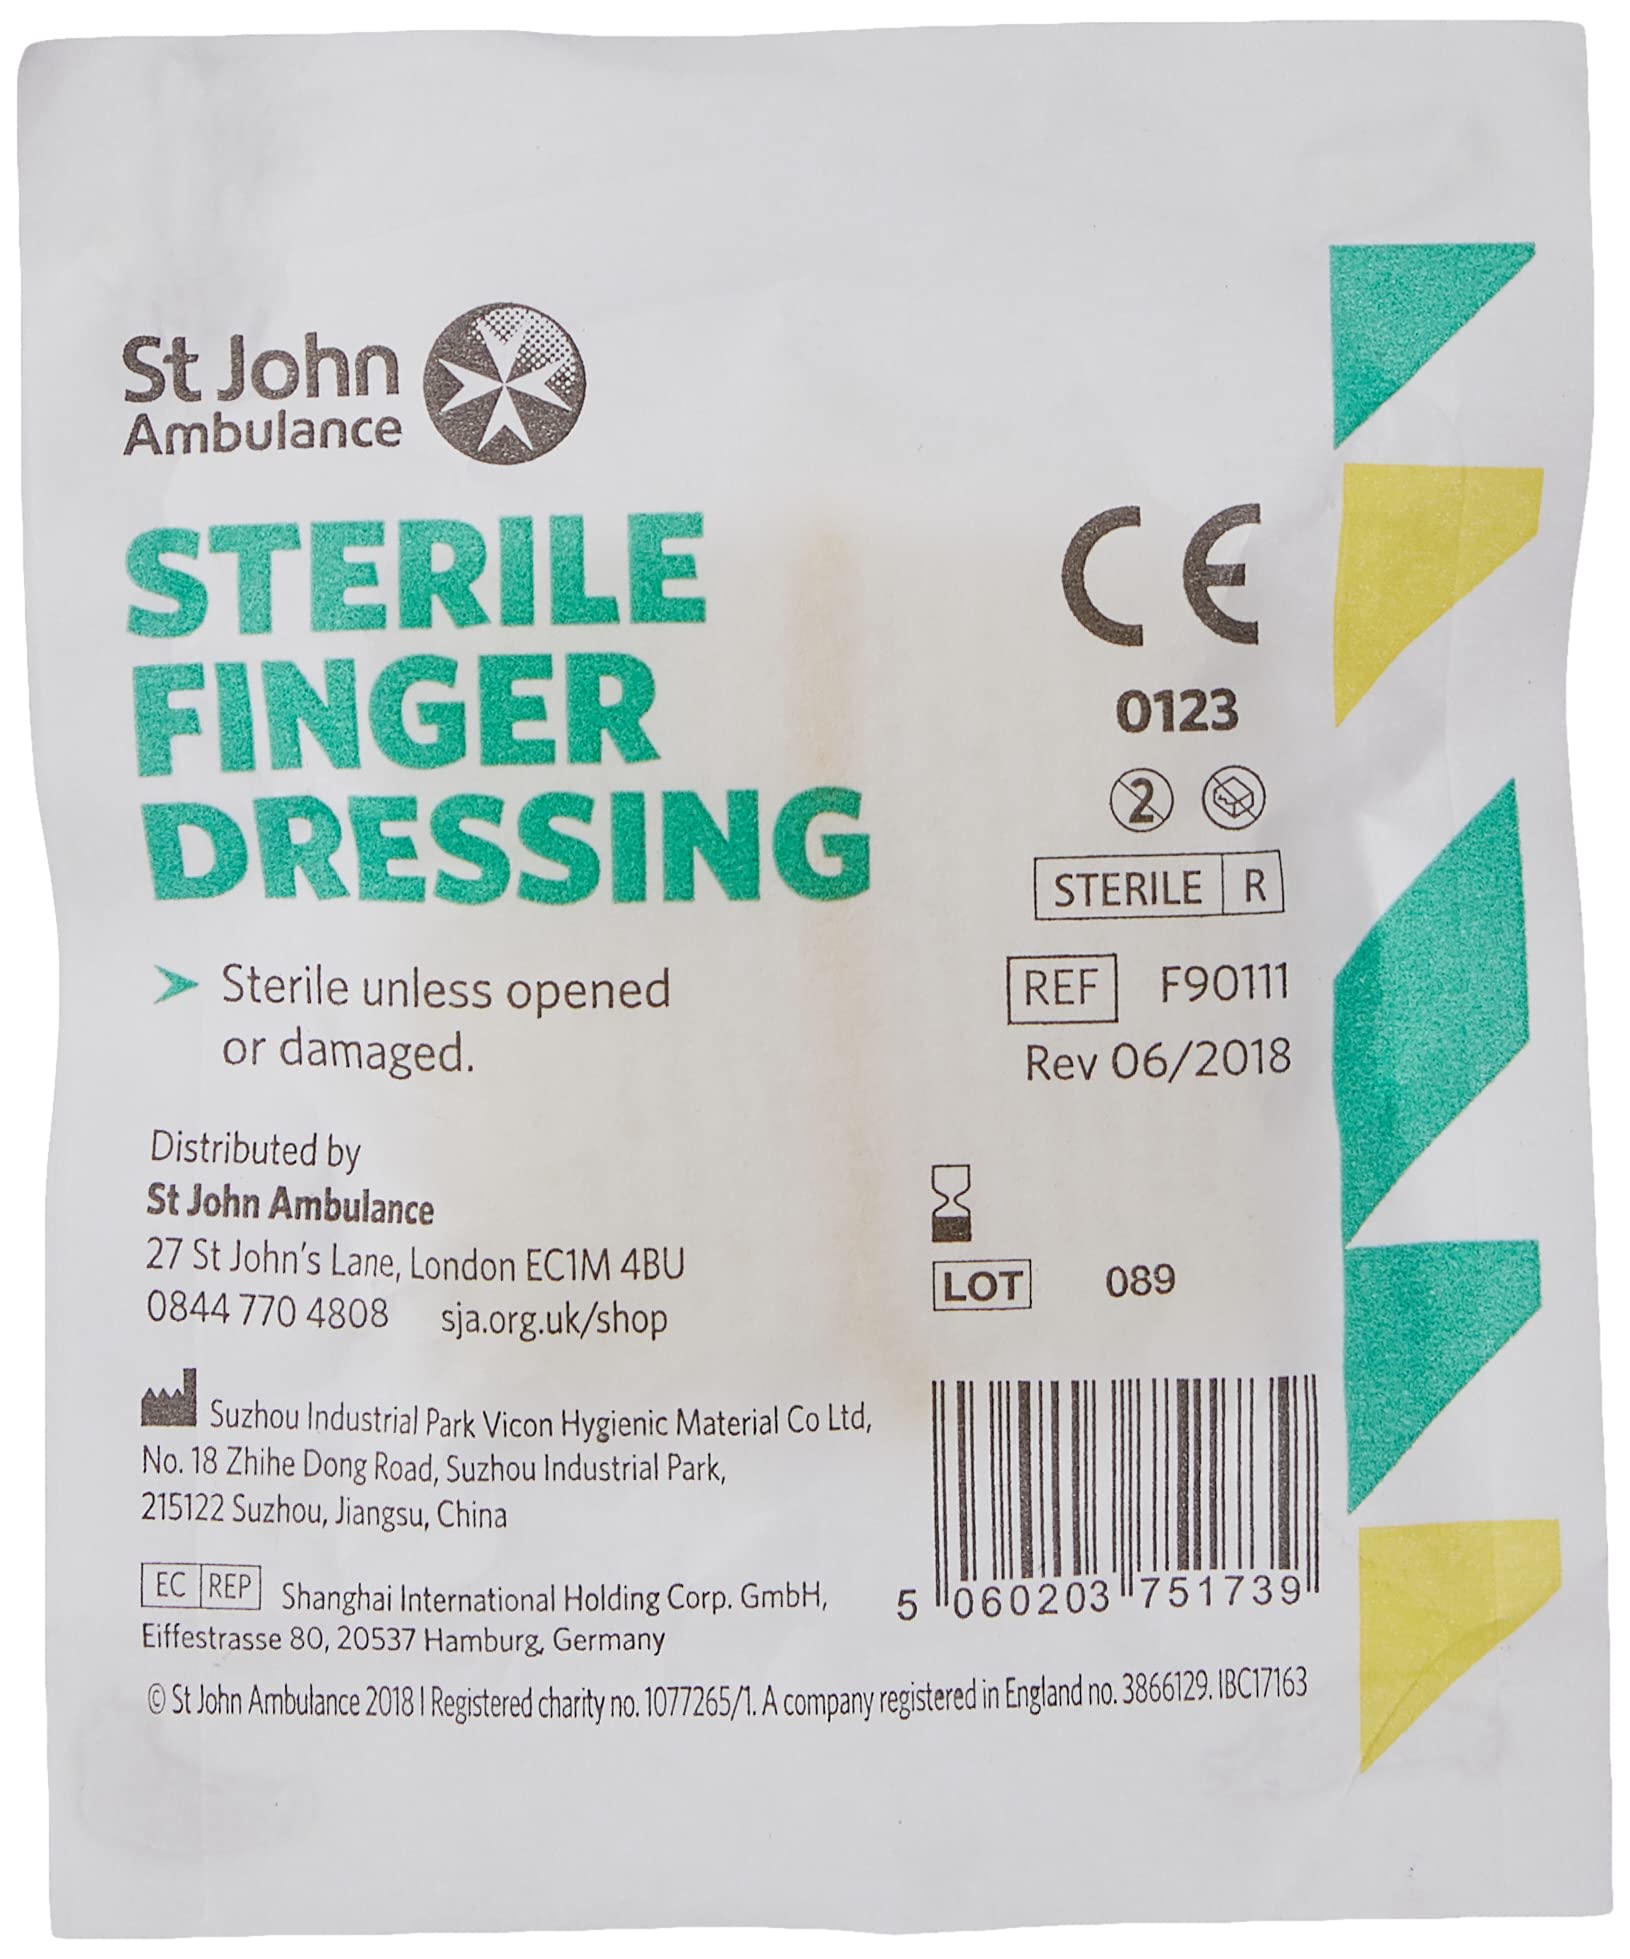 St John
Ambulance
STERILE
FINGER
DRESSING
➤ Sterile unless opened
or damaged.
Distributed by
St John Ambulance
27 St John's Lane, London EC1M 4BU
0844 770 4808 sja.org.uk/shop
Suzhou Industrial Park Vicon Hygienic Material Co Ltd,
No. 18 Zhihe Dong Road, Suzhou Industrial Park,
215122 Suzhou, Jiangsu, China
EC REP Shanghai International Holding Corp. GmbH,
Eiffestrasse 80, 20537 Hamburg, Germany
© St John Ambulance 2018 | Registered charity no. 1077265/1. A company registered in England no. 3866129. IBC17163
CE
0123
2
STERILE R
REF F90111
Rev 06/2018
LOT 089
5 060203 751739